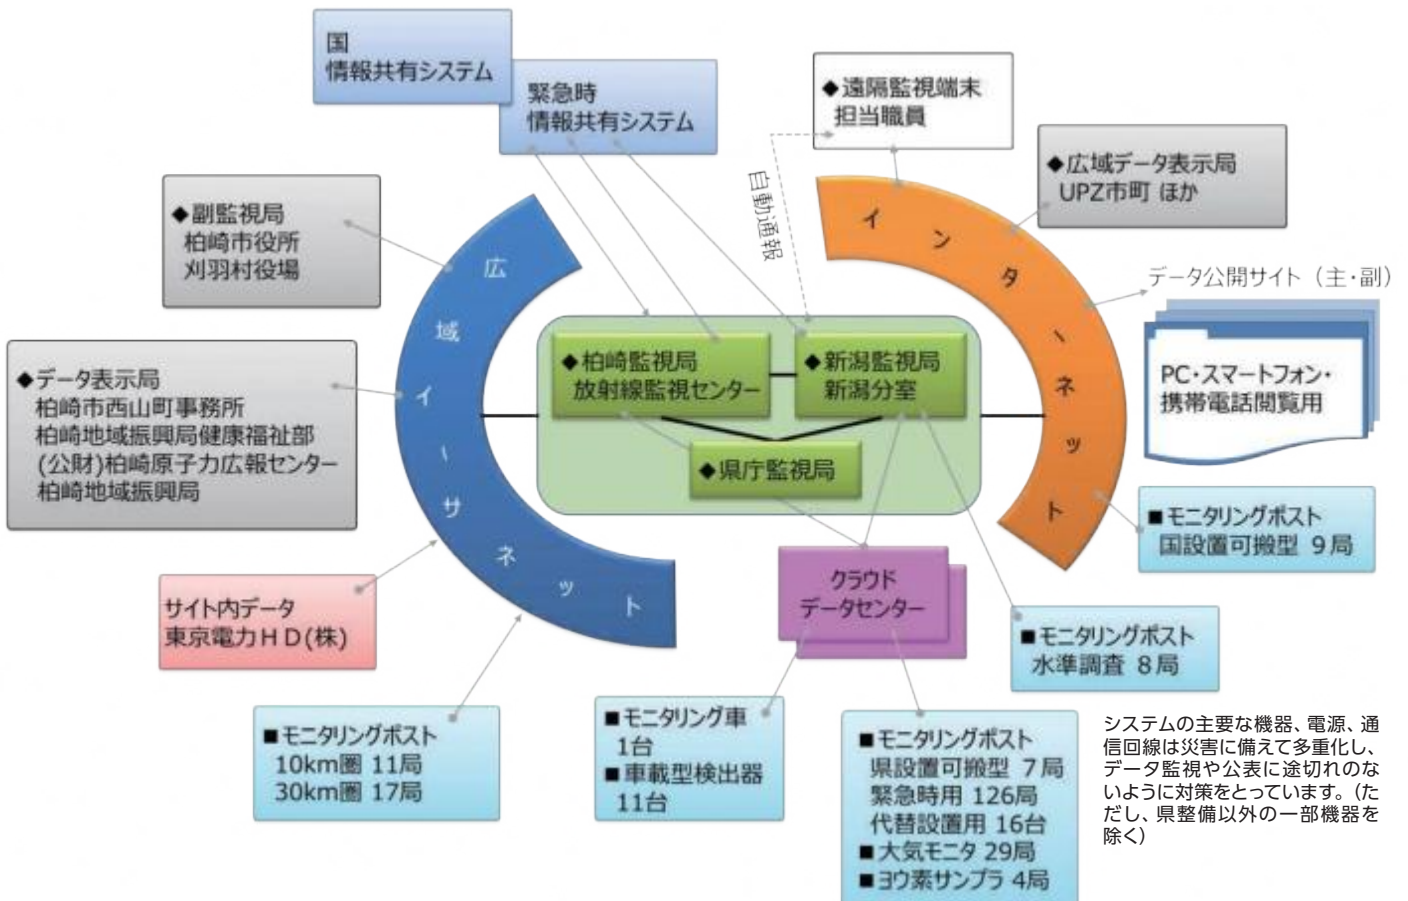 国
情報共有システム
緊急時
情報共有システム
◆遠隔監視端末
担当職員
◆広域データ表示局
UPZ市町 ほか
自動通報
◆副監視局
柏崎市役所
刈羽村役場
データ公開サイト（主・副）
PC・スマートフォン・
携帯電話閲覧用
広域イーサネット
インターネット
◆柏崎監視局
放射線監視センター
◆新潟監視局
新潟分室
◆県庁監視局
◆データ表示局
柏崎市西山町事務所
柏崎地域振興局健康福祉部
(公財)柏崎原子力広報センター
柏崎地域振興局
■モニタリングポスト
国設置可搬型 9局
サイト内データ
東京電力ＨＤ(株)
クラウド
データセンター
■モニタリングポスト
水準調査 8局
■モニタリングポスト
10km圏 11局
30km圏 17局
■モニタリング車
1台
■車載型検出器
11台
■モニタリングポスト
県設置可搬型 7局
緊急時用 126局
代替設置用 16台
■大気モニタ 29局
■ヨウ素サンプラ 4局
システムの主要な機器、電源、通
信回線は災害に備えて多重化し、
データ監視や公表に途切れのな
いように対策をとっています。（た
だし、県整備以外の一部機器を
除く）